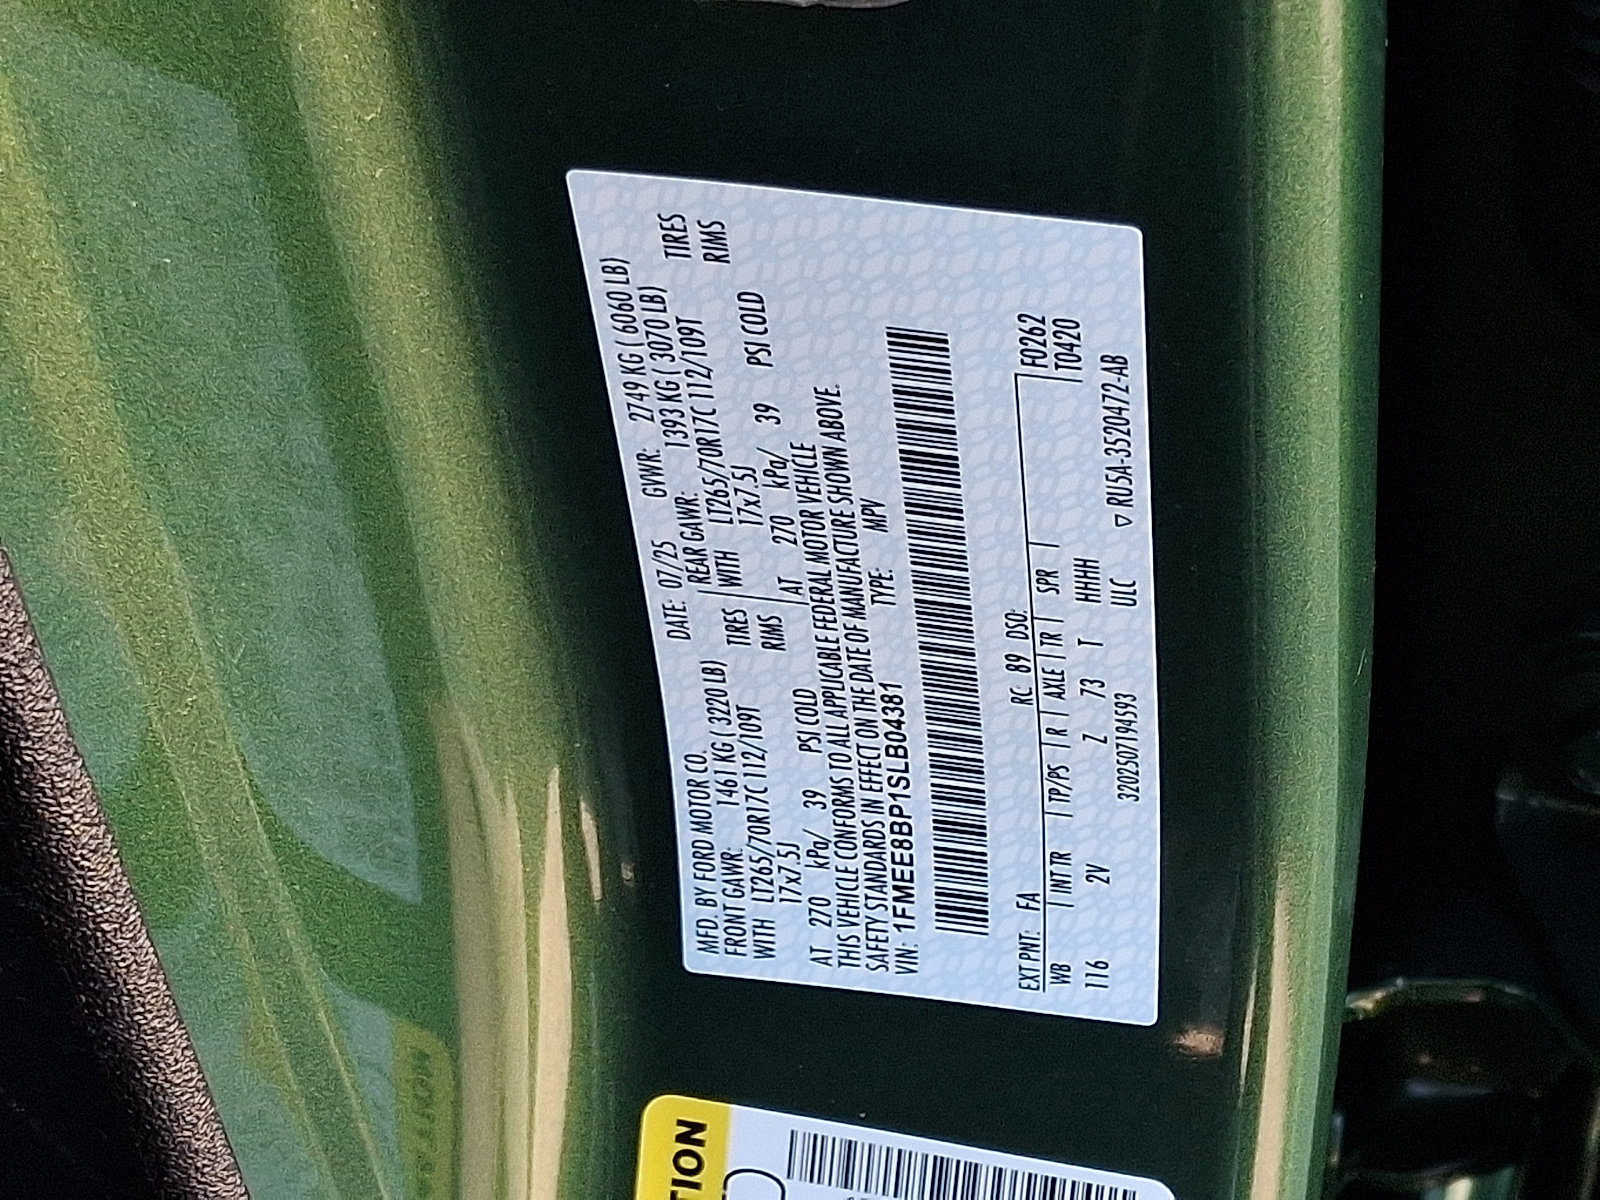 MFD. BY FORD MOTOR CO.
DATE: 07/25 GVWR: 2749 KG ( 6060 LB)
FRONT GAWR: 1461 KG ( 3220 LB) REAR GAWR: 1393 KG ( 3070 LB)
WITH LT265/70R17C 112/109T TIRES WITH LT265/70R17C 112/109T TIRES
17x7.5J RIMS 17x7.5J RIMS
AT 270 kPa/ 39 PSI COLD AT 270 kPa/ 39 PSI COLD
THIS VEHICLE CONFORMS TO ALL APPLICABLE FEDERAL MOTOR VEHICLE
SAFETY STANDARDS IN EFFECT ON THE DATE OF MANUFACTURE SHOWN ABOVE.
VIN: 1FMEE8BP1SLB04381 TYPE: MPV
EXT PNT: FA RC: 89 DSO: F0262
WB INT TR TP/PS R AXLE TR SPR T0420
116 2V Z 73 T HHHH
3202507194593 ULC ▽ RU5A-3520472-AB
TION